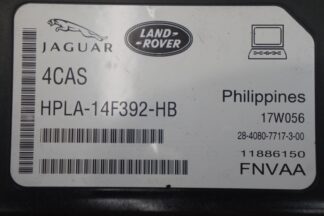 JAGUAR
LAND-
ROVER
4CAS
HPLA-14F392-HB
Philippines
17W056
28-4080-7717-3-00
11886150
FNVAA